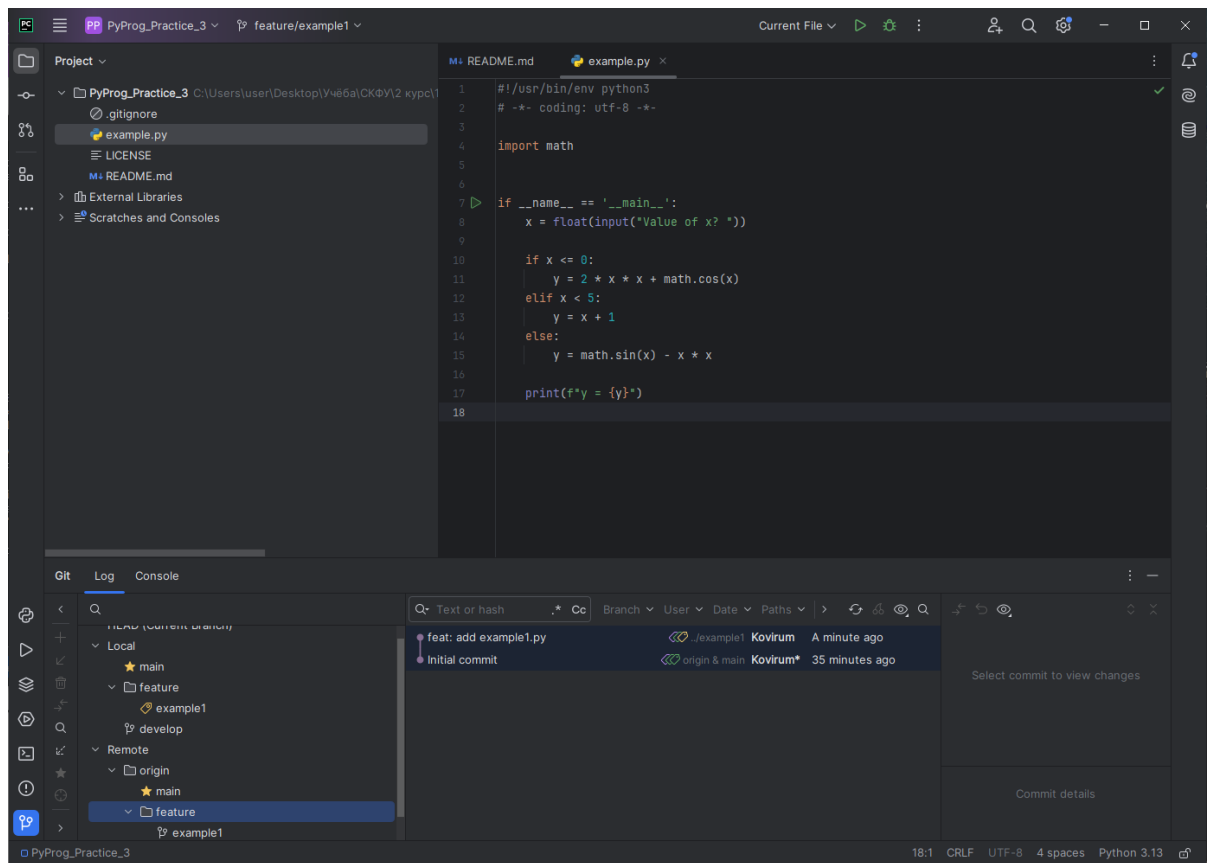 PC PP PyProg_Practice_3 feature/example1 Current File
Project
README.md example.py
PyProg_Practice_3 C:\Users\user\Desktop\Учёба\СКФУ\2 курс\1
.gitignore
example.py
LICENSE
M↓ README.md
External Libraries
Scratches and Consoles
1 #!/usr/bin/env python3
2 # -*- coding: utf-8 -*-
3
4 import math
5
6
7 if __name__ == '__main__':
8 x = float(input("Value of x? "))
9
10 if x <= 0:
11 y = 2 * x * x + math.cos(x)
12 elif x < 5:
13 y = x + 1
14 else:
15 y = math.sin(x) - x * x
16
17 print(f"y = {y}")
18
Git Log Console
HEAD (Current Branch)
Local
main
feature
example1
develop
Remote
origin
main
feature
example1
Text or hash .* Cc Branch User Date Paths
feat: add example1.py ../example1 Kovirum A minute ago
Initial commit origin & main Kovirum* 35 minutes ago
Select commit to view changes
Commit details
PyProg_Practice_3 18:1 CRLF UTF-8 4 spaces Python 3.13